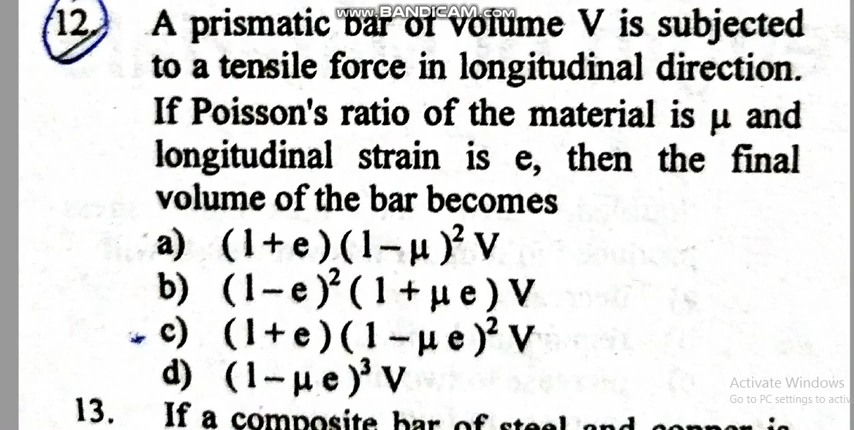 www.BANDICAM.com
12. A prismatic bar of volume V is subjected
to a tensile force in longitudinal direction.
If Poisson's ratio of the material is μ and
longitudinal strain is e, then the final
volume of the bar becomes
a) (1+e)(1−μ)² V
b) (1−e)²(1+μe) V
c) (1+e)(1−μe)² V
d) (1−μe)³ V
Activate Windows
Go to PC settings to activ
13. If a composite bar of steel and copper is